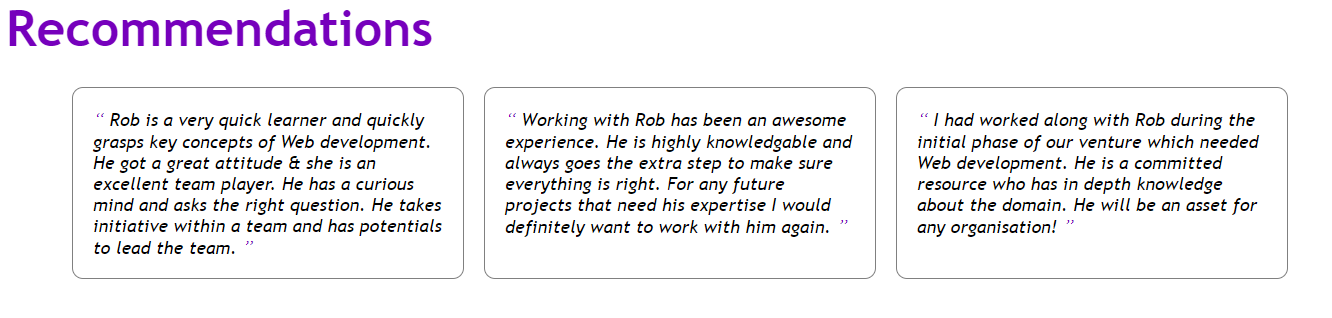 Recommendations
“ Rob is a very quick learner and quickly
grasps key concepts of Web development.
He got a great attitude & she is an
excellent team player. He has a curious
mind and asks the right question. He takes
initiative within a team and has potentials
to lead the team. ”
“ Working with Rob has been an awesome
experience. He is highly knowledgable and
always goes the extra step to make sure
everything is right. For any future
projects that need his expertise I would
definitely want to work with him again. ”
“ I had worked along with Rob during the
initial phase of our venture which needed
Web development. He is a committed
resource who has in depth knowledge
about the domain. He will be an asset for
any organisation! ”